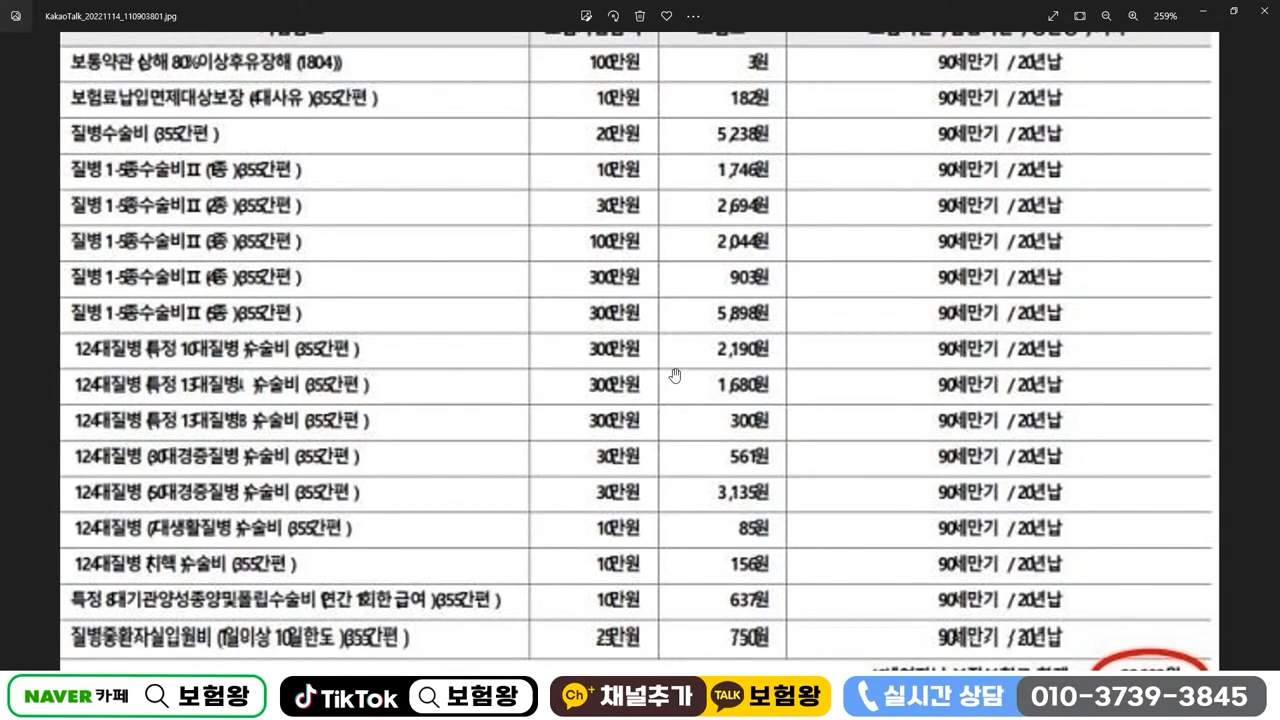 KakaoTalk_20221114_110903801.jpg
259%
보통약관 (상해 80%이상후유장해 (1804)) 100만원 3원 90세만기 / 20년납
보험료납입면제대상보장 (4대사유 )(355간편 ) 10만원 182원 90세만기 / 20년납
질병수술비 (355간편 ) 20만원 5,238원 90세만기 / 20년납
질병 1-5종수술비Ⅱ (1종 )(355간편 ) 10만원 1,746원 90세만기 / 20년납
질병 1-5종수술비Ⅱ (2종 )(355간편 ) 30만원 2,694원 90세만기 / 20년납
질병 1-5종수술비Ⅱ (3종 )(355간편 ) 100만원 2,044원 90세만기 / 20년납
질병 1-5종수술비Ⅱ (4종 )(355간편 ) 300만원 903원 90세만기 / 20년납
질병 1-5종수술비Ⅱ (5종 )(355간편 ) 300만원 5,898원 90세만기 / 20년납
124대질병 (특정 10대질병 )수술비 (355간편 ) 300만원 2,190원 90세만기 / 20년납
124대질병 (특정 13대질병A )수술비 (355간편 ) 300만원 1,680원 90세만기 / 20년납
124대질병 (특정 13대질병B )수술비 (355간편 ) 300만원 300원 90세만기 / 20년납
124대질병 (30대경증질병 )수술비 (355간편 ) 30만원 561원 90세만기 / 20년납
124대질병 (50대경증질병 )수술비 (355간편 ) 30만원 3,135원 90세만기 / 20년납
124대질병 (7대생활질병 )수술비 (355간편 ) 10만원 85원 90세만기 / 20년납
124대질병 (치핵 )수술비 (355간편 ) 10만원 156원 90세만기 / 20년납
특정 8대기관양성종양및폴립수술비 (연간 1회한 급여 )(355간편 ) 10만원 637원 90세만기 / 20년납
질병중환자실입원비 (1일이상 10일한도 )(355간편 ) 25만원 750원 90세만기 / 20년납
NAVER 카페 보험왕 TikTok 보험왕 Ch+ 채널추가 TALK 보험왕 실시간 상담 010-3739-3845